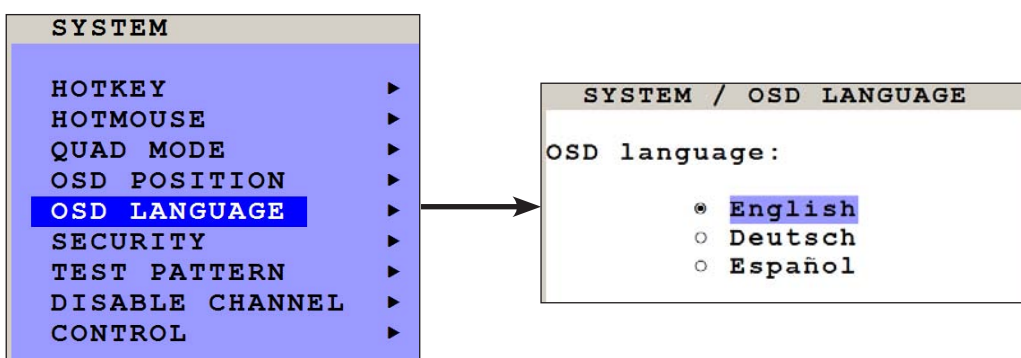 SYSTEM
HOTKEY
HOTMOUSE
QUAD MODE
OSD POSITION
OSD LANGUAGE
SECURITY
TEST PATTERN
DISABLE CHANNEL
CONTROL
SYSTEM / OSD LANGUAGE
OSD language:
English
Deutsch
Español